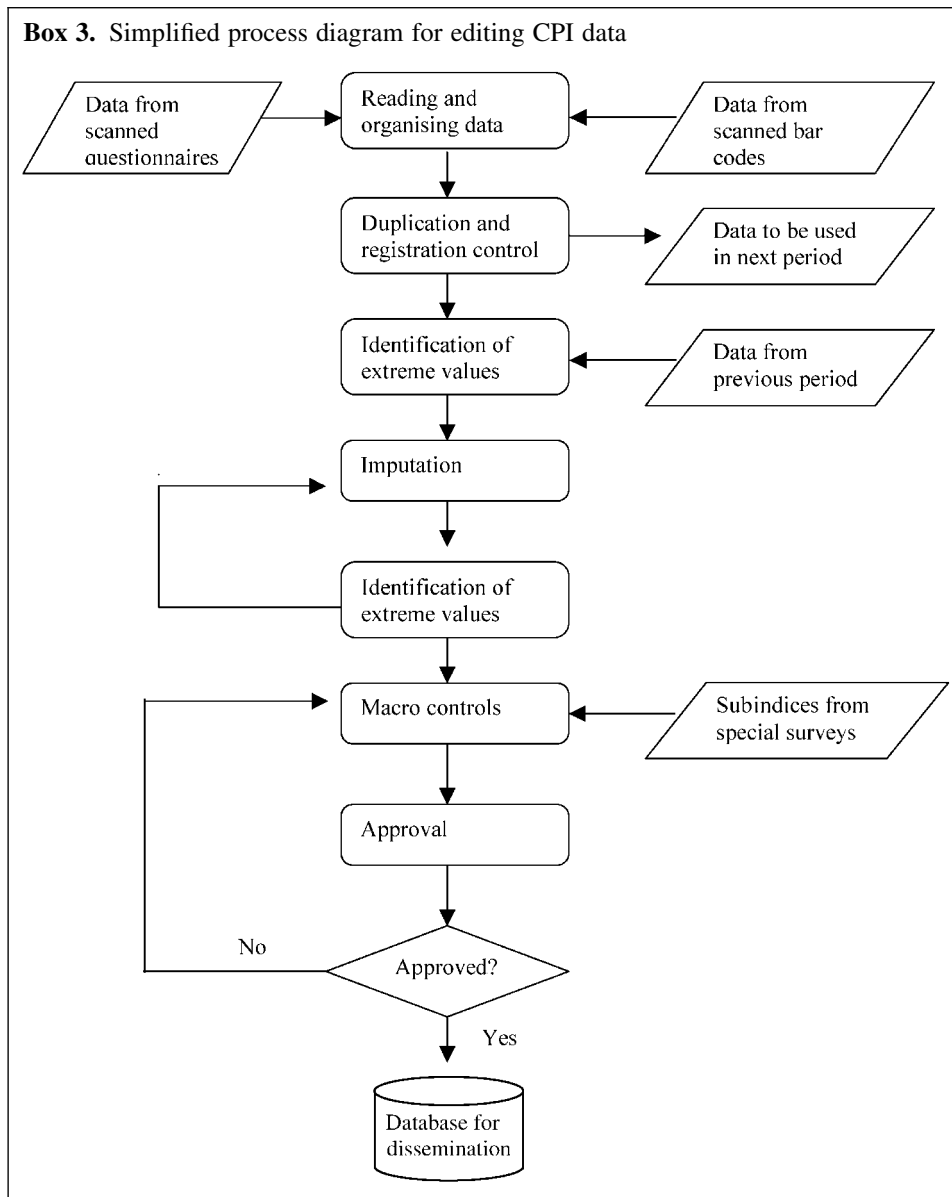 Box 3. Simplified process diagram for editing CPI data
Data from
scanned
questionnaires
Reading and
organising data
Data from
scanned bar
codes
Duplication and
registration control
Data to be used
in next period
Identification of
extreme values
Data from
previous period
Imputation
Identification of
extreme values
Macro controls
Subindices from
special surveys
Approval
Approved?
No
Yes
Database for
dissemination